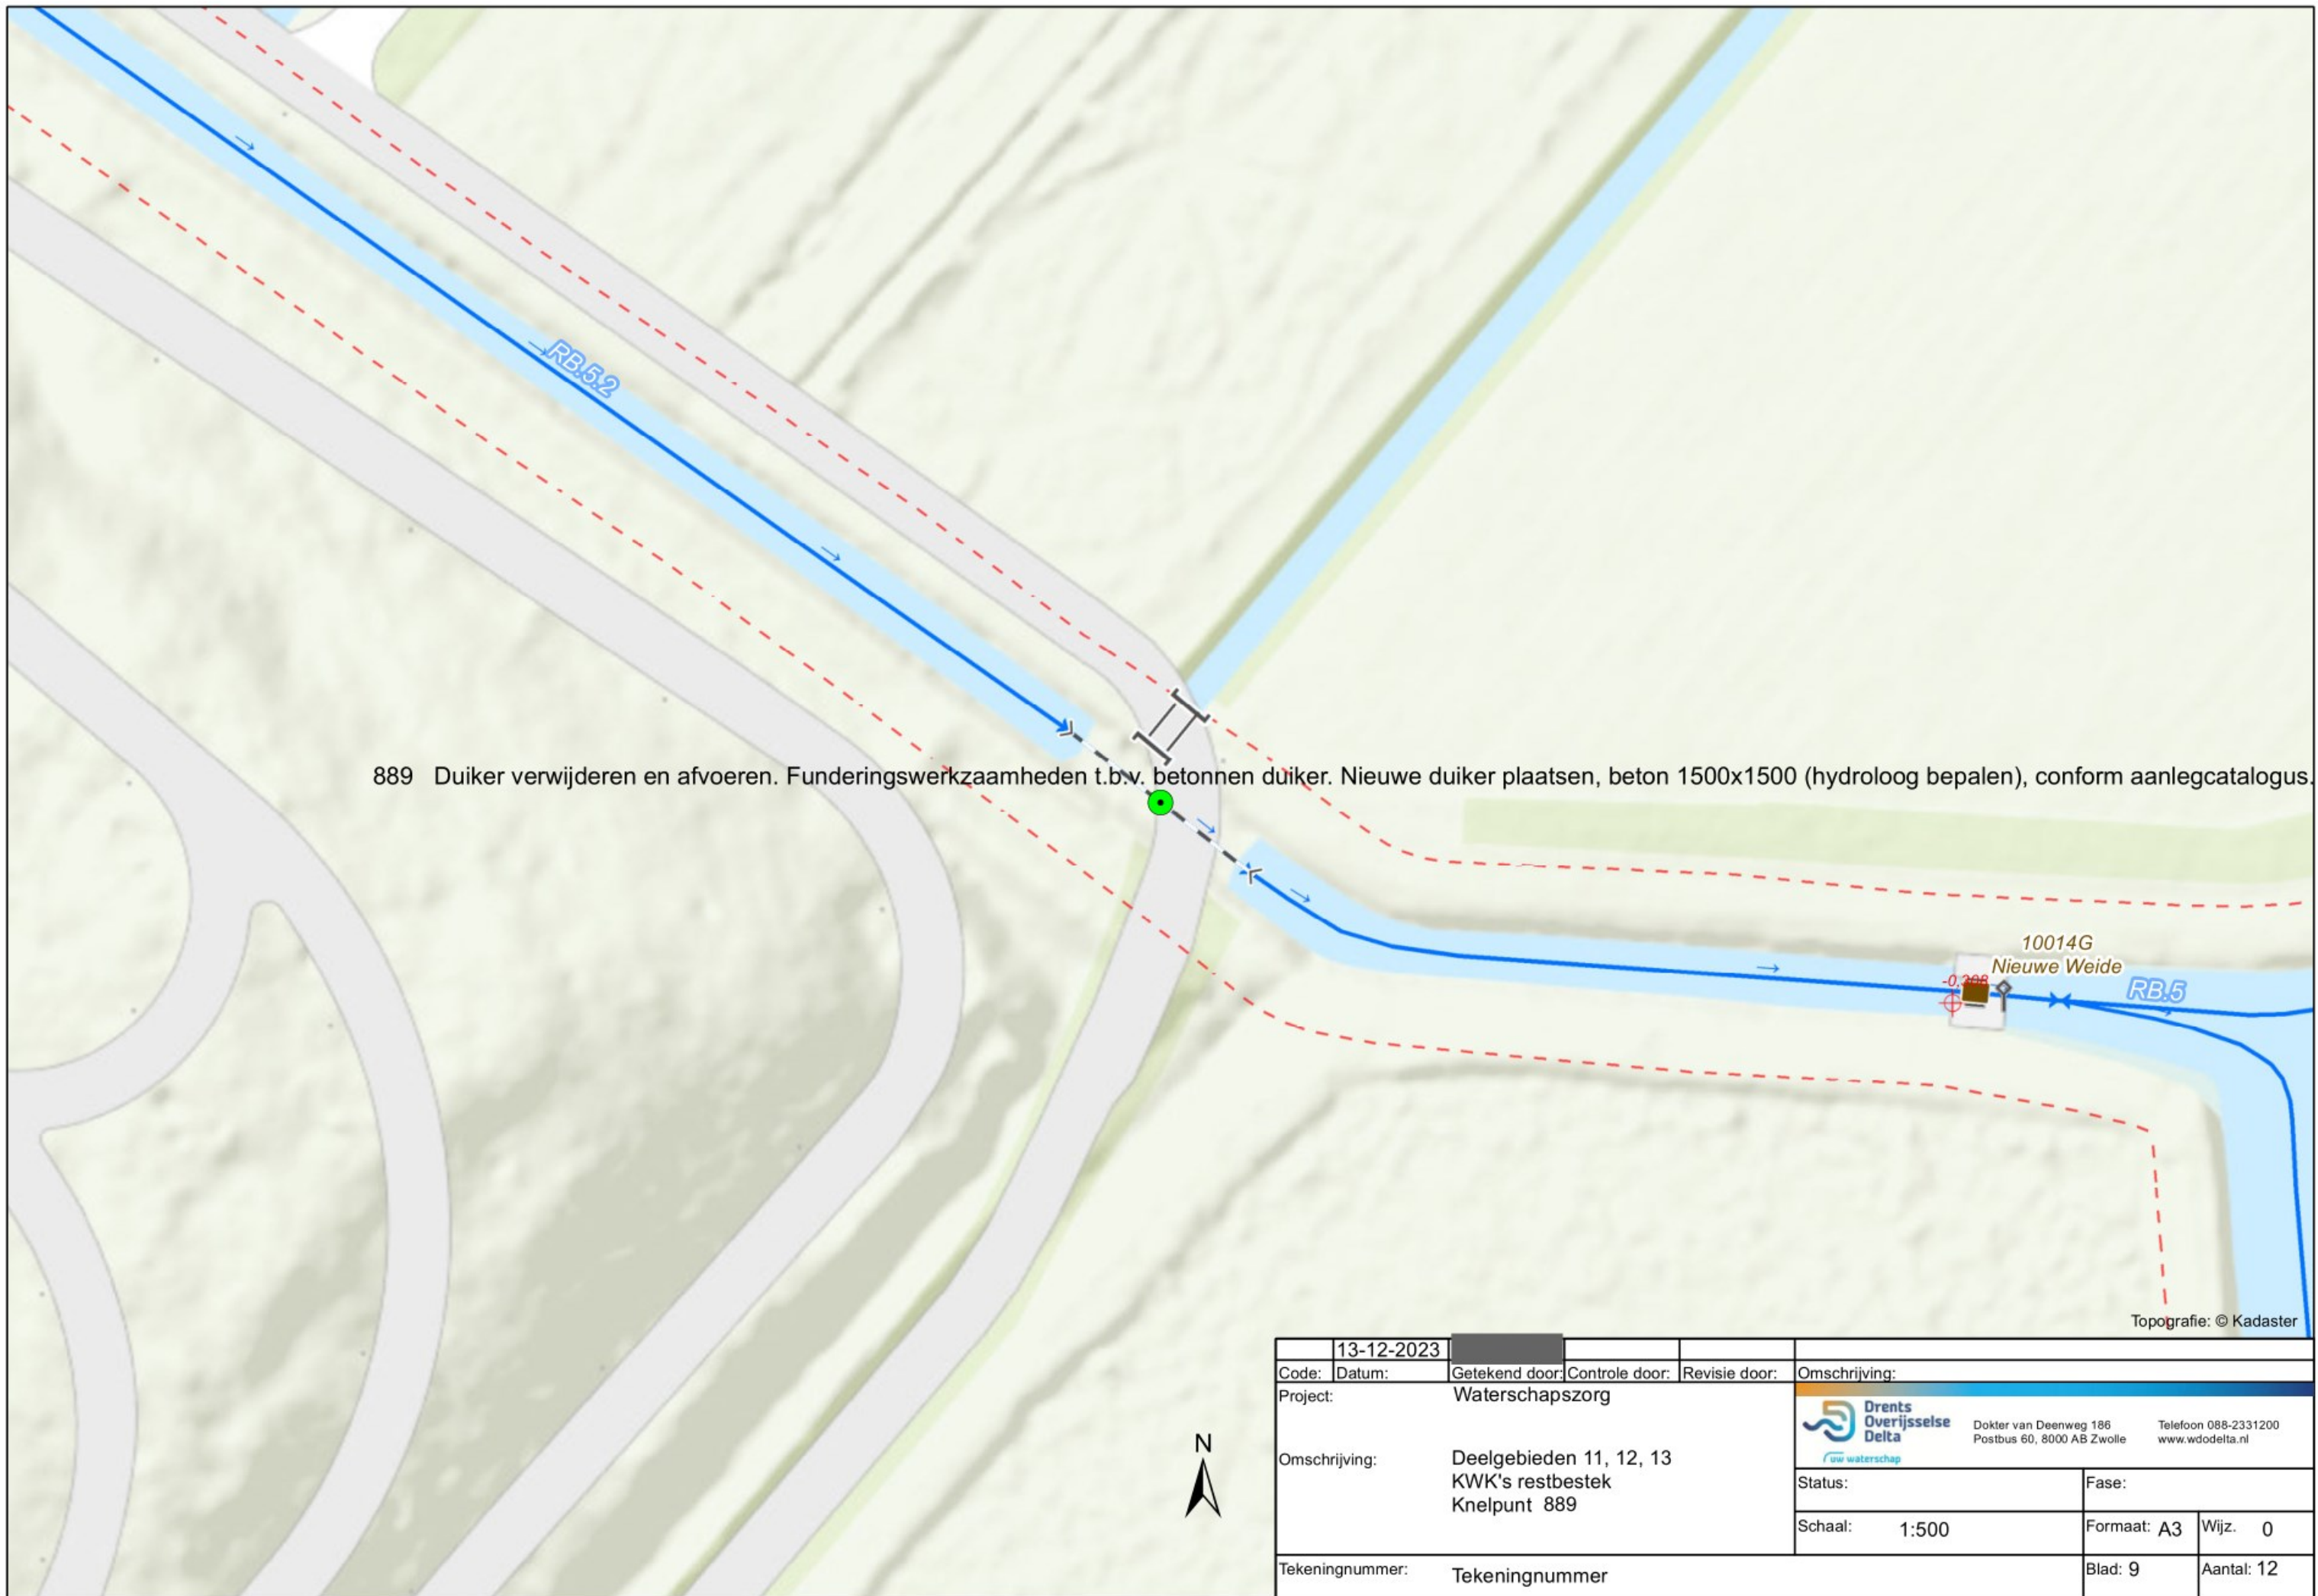 RB.5.2
889 Duiker verwijderen en afvoeren. Funderingswerkzaamheden t.b.v. betonnen duiker. Nieuwe duiker plaatsen, beton 1500x1500 (hydroloog bepalen), conform aanlegcatalogus.
10014G
Nieuwe Weide
RB.5
Topografie: © Kadaster
N
13-12-2023
Code: Datum: Getekend door: Controle door: Revisie door: Omschrijving:
Project: Waterschapszorg
Omschrijving: Deelgebieden 11, 12, 13
KWK's restbestek
Knelpunt 889
Drents
Overijsselse
Delta
uw waterschap
Dokter van Deenweg 186
Postbus 60, 8000 AB Zwolle
Telefoon 088-2331200
www.wdodelta.nl
Status: Fase:
Schaal: 1:500 Formaat: A3 Wijz. 0
Tekeningnummer: Tekeningnummer Blad: 9 Aantal: 12